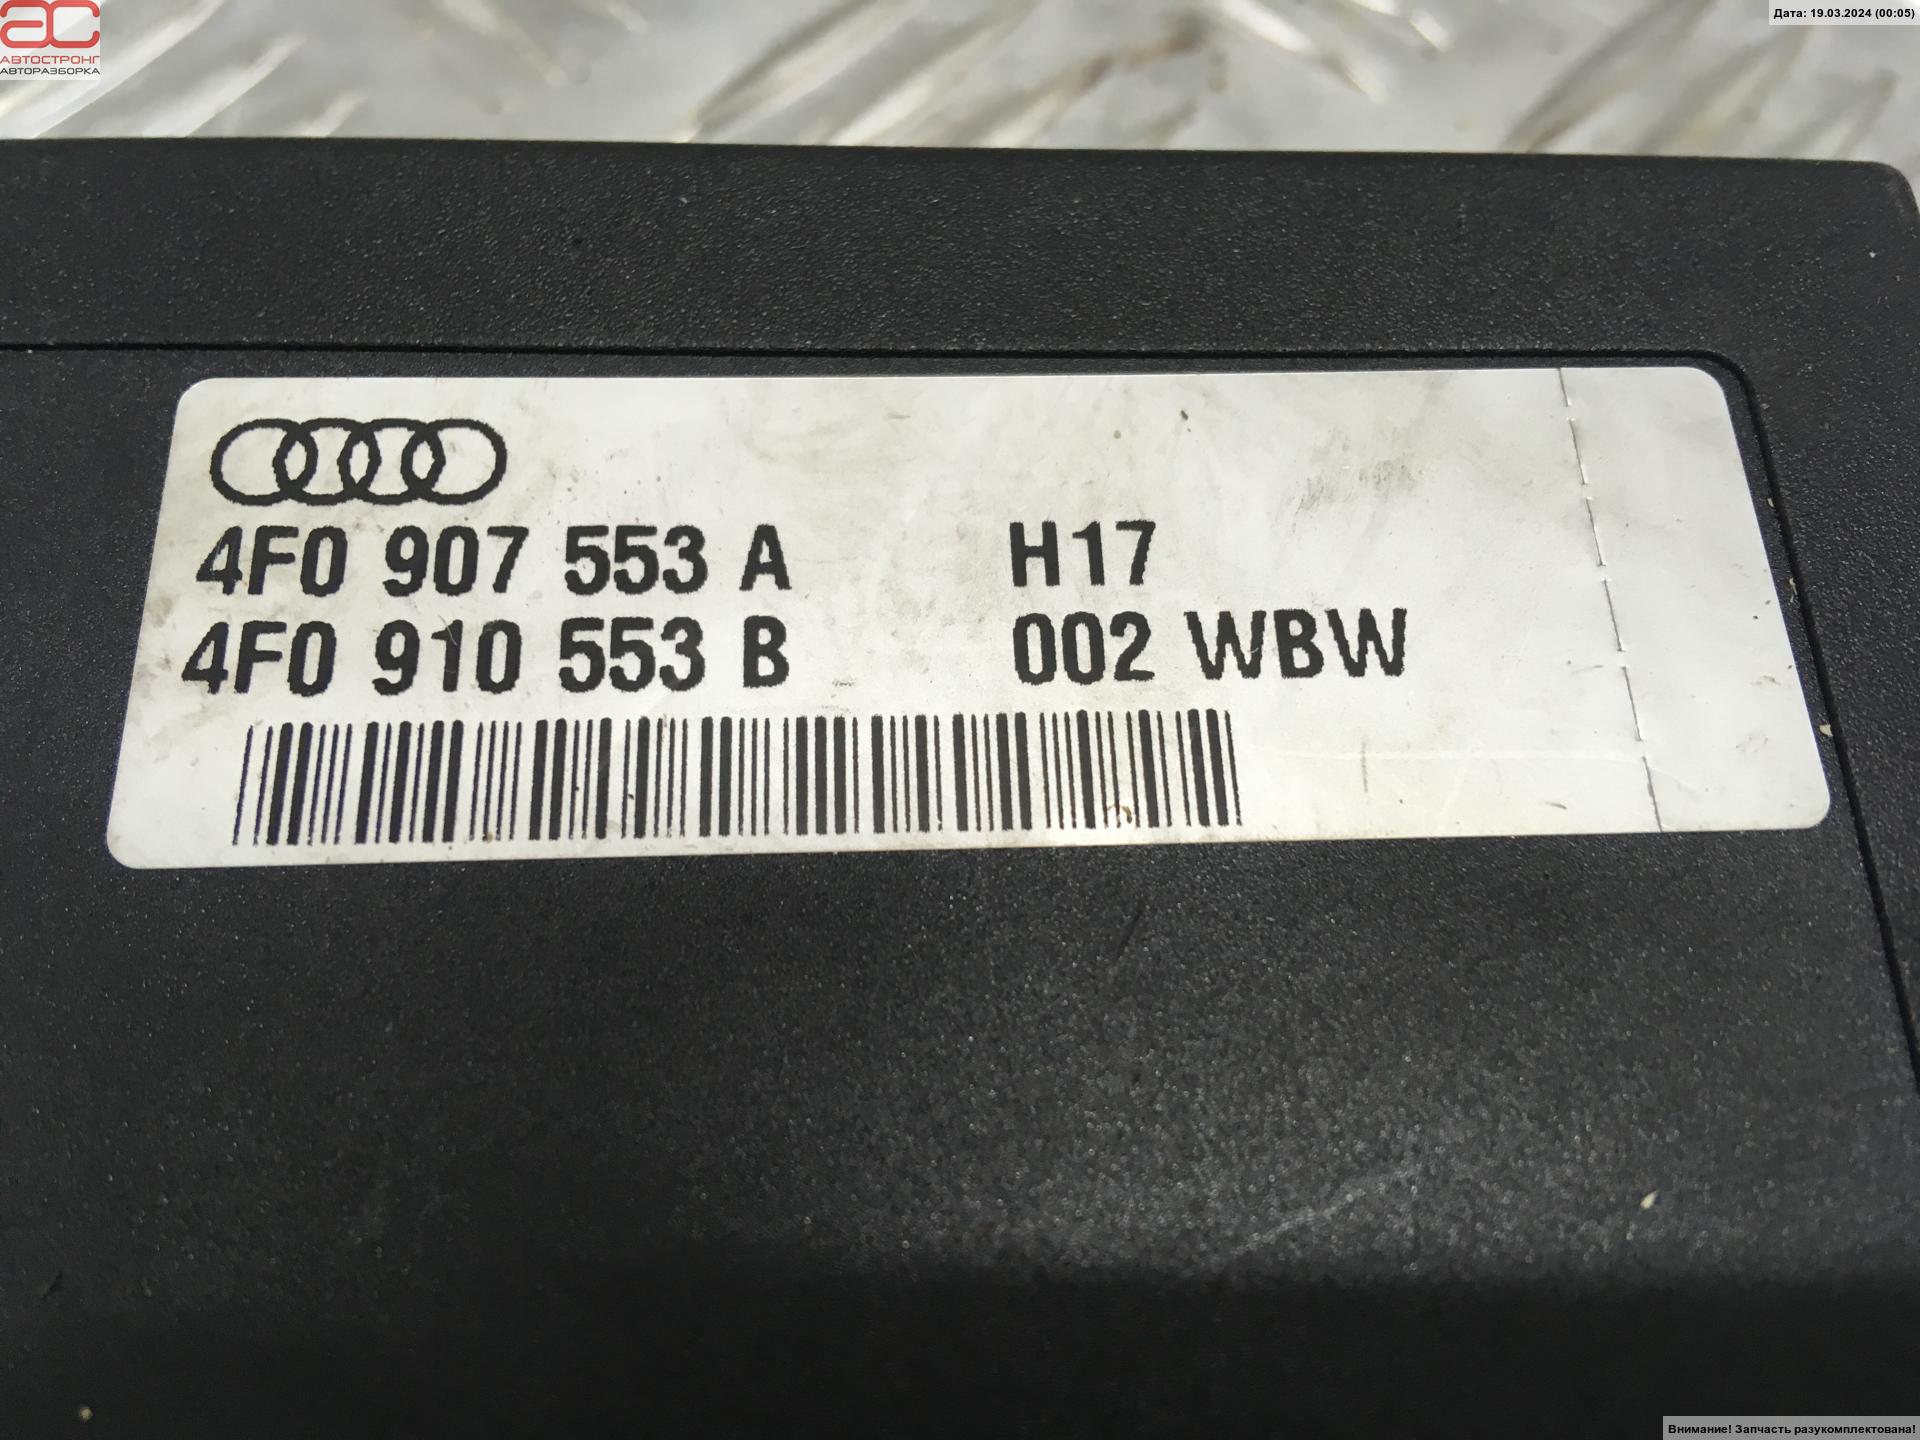 АС
АВТОСТРОНГ
АВТОРАЗБОРКА
Дата: 19.03.2024 (00:05)
4F0 907 553 A H17
4F0 910 553 B 002 WBW
Внимание! Запчасть разукомплектована!